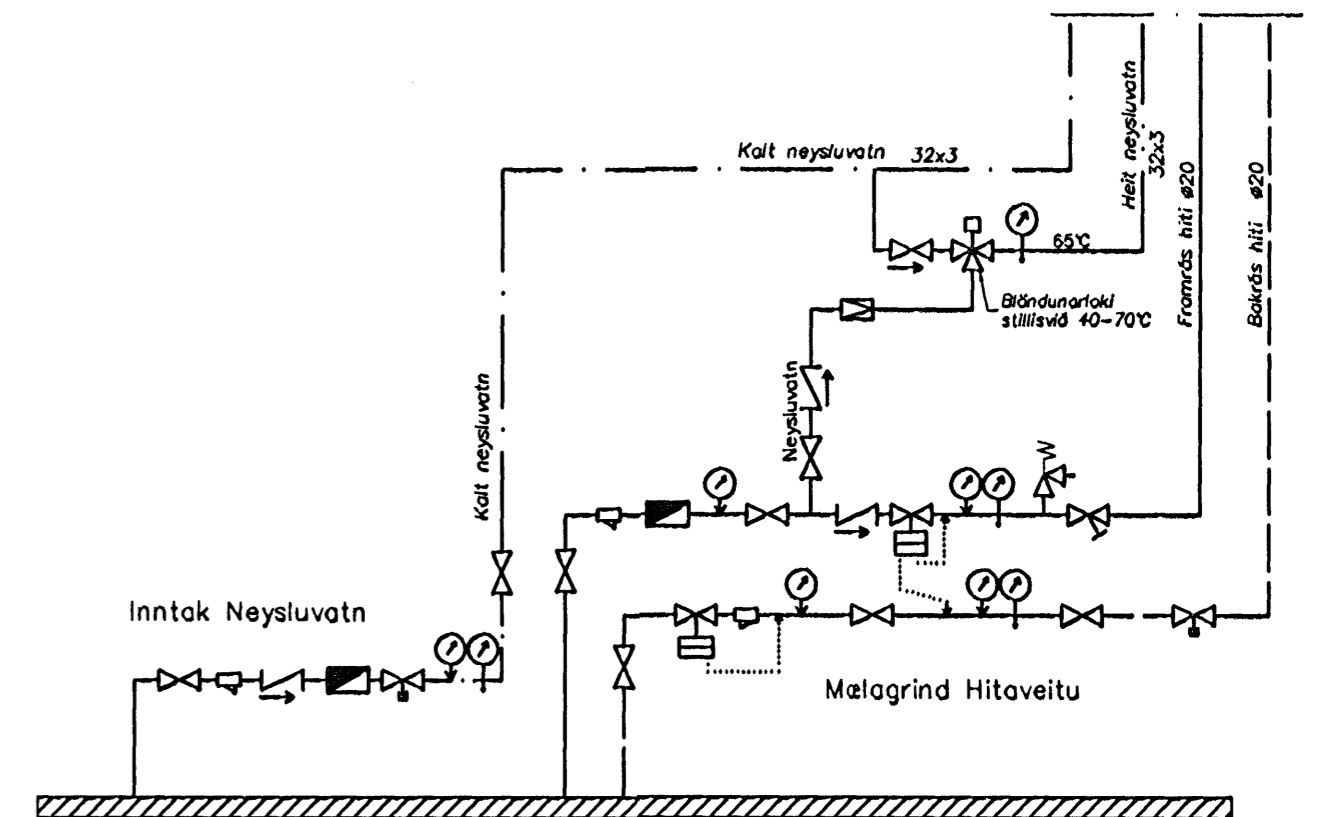 Kalt neysluvatn 32x3
Heit neysluvatn
32x3
Framrás hiti ø20
Bakrás hiti ø20
65°C
Blöndunarloki
stillisvið 40-70°C
Kalt neysluvatn
Neysluvatn
Inntak Neysluvatn
Mælagrind Hitaveitu